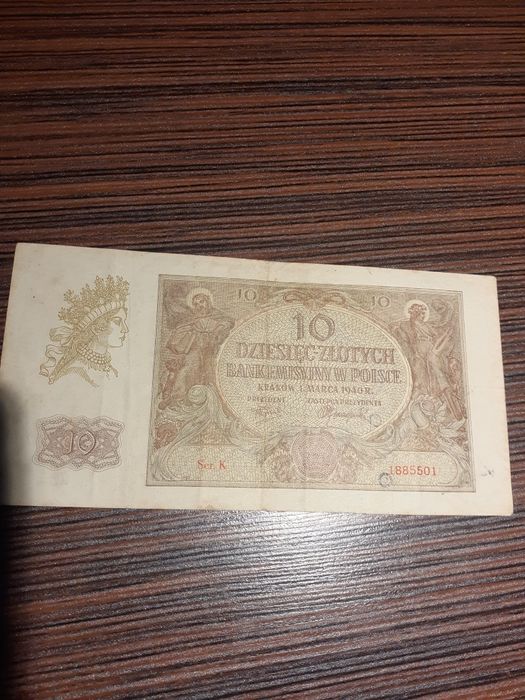 10 10
10
DZIESIĘĆ ZŁOTYCH
BANK EMISYJNY W POLSCE
KRAKÓW 1. MARCA 1940 R.
PREZYDENT ZASTĘPCA PREZYDENTA
Ser. K 1885501
10